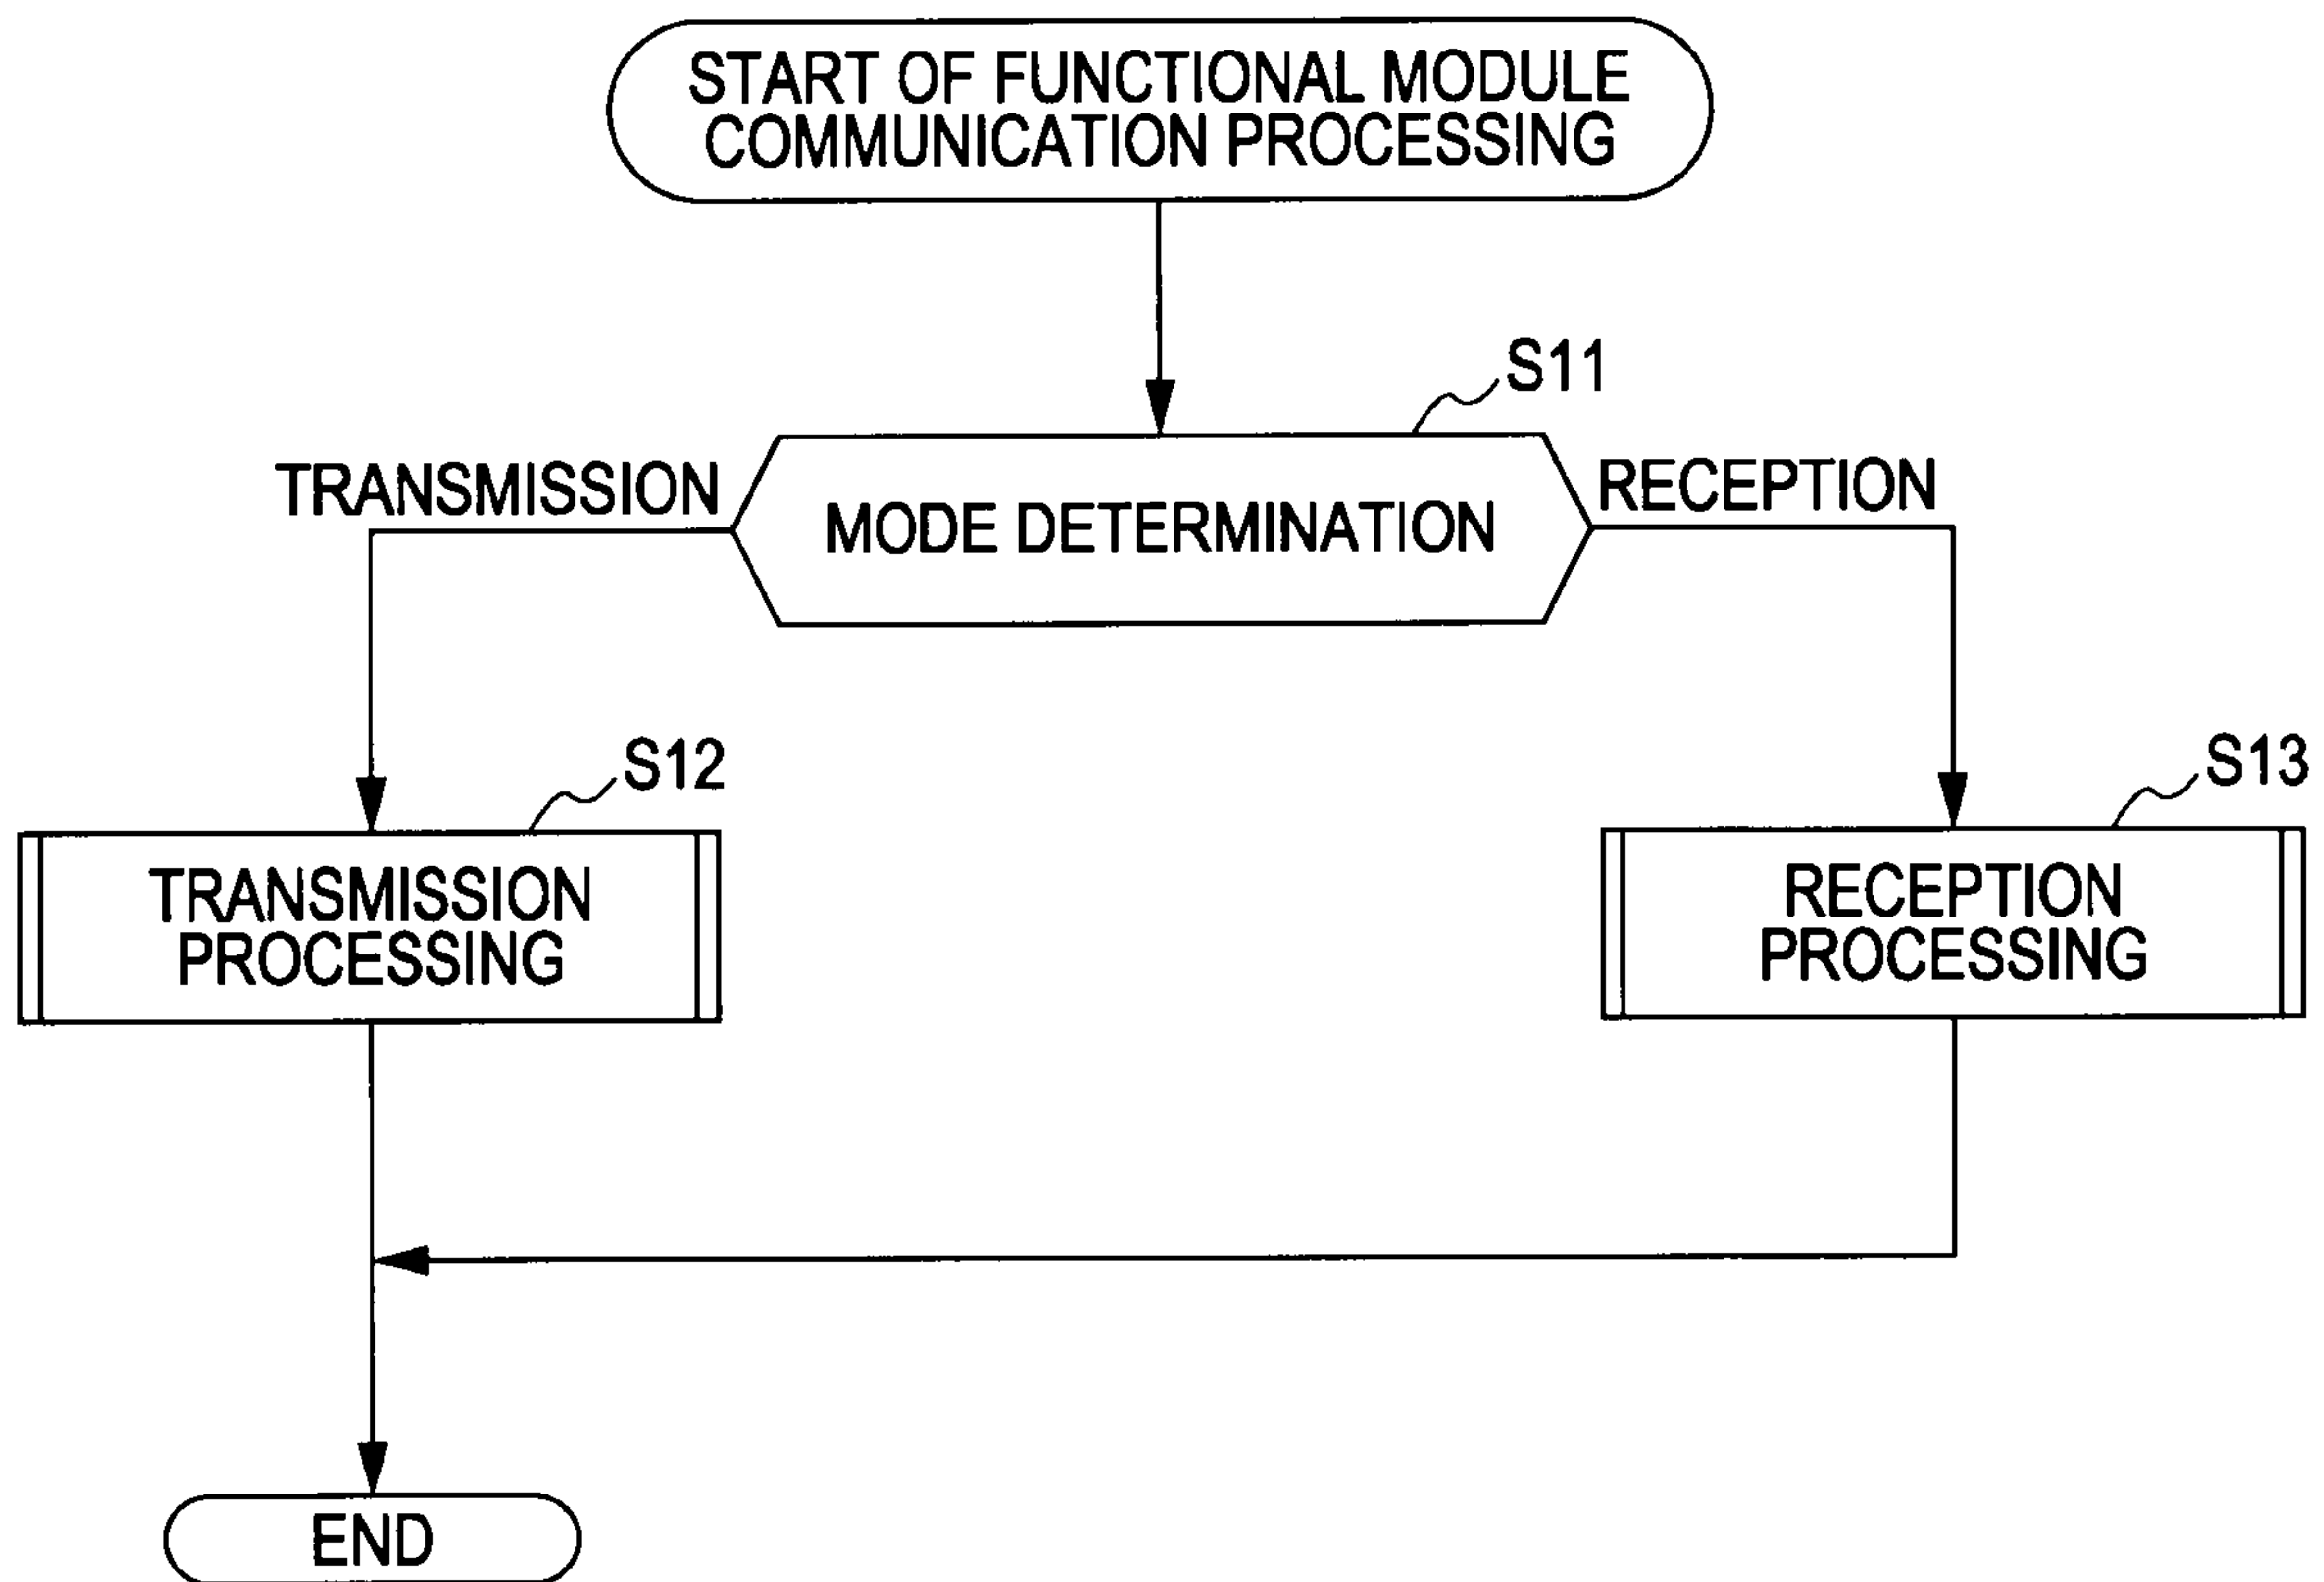 START OF FUNCTIONAL MODULE
COMMUNICATION PROCESSING
S11
TRANSMISSION
MODE DETERMINATION
RECEPTION
S12
S13
TRANSMISSION
PROCESSING
RECEPTION
PROCESSING
END